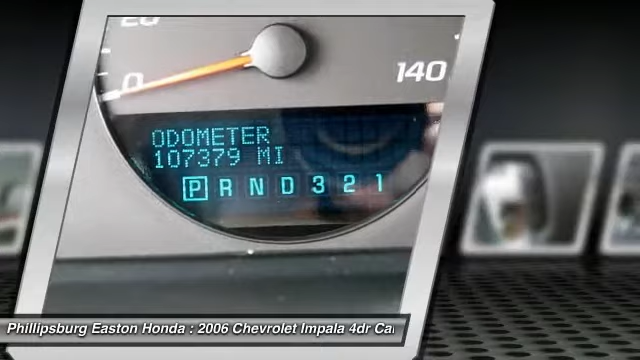 20
0
140
ODOMETER
107379 MI
P R N D 3 2 1
Phillipsburg Easton Honda : 2006 Chevrolet Impala 4dr Ca